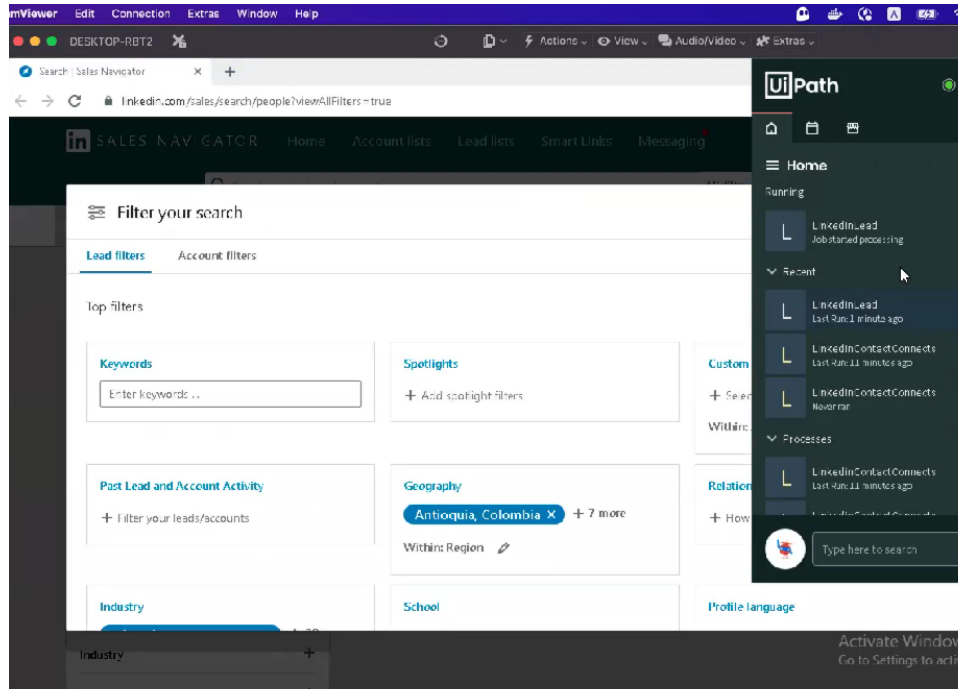 mViewer Edit Connection Extras Window Help
DESKTOP-RBT2
Actions View Audio/Video Extras
Search | Sales Navigator
linkedin.com/sales/search/people?viewAllFilters=true
in SALES NAVIGATOR Home Account lists Lead lists Smart Links Messaging
Filter your search
Lead filters Account filters
Top filters
Keywords
Enter keywords ...
Spotlights
+ Add spotlight filters
Custom
+ Selec
Within:
Past Lead and Account Activity
+ Filter your leads/accounts
Geography
Antioquia, Colombia × + 7 more
Within: Region
Relation
+ How
Industry
School
Profile language
Industry +
UiPath
Home
Running
L
LinkedInLead
Job started processing
Recent
L
LinkedInLead
Last Run: 1 minute ago
L
LinkedInContactConnects
Last Run: 11 minutes ago
L
LinkedInContactConnects
Never ran
Processes
L
LinkedInContactConnects
Last Run: 11 minutes ago
Type here to search
Activate Window
Go to Settings to acti